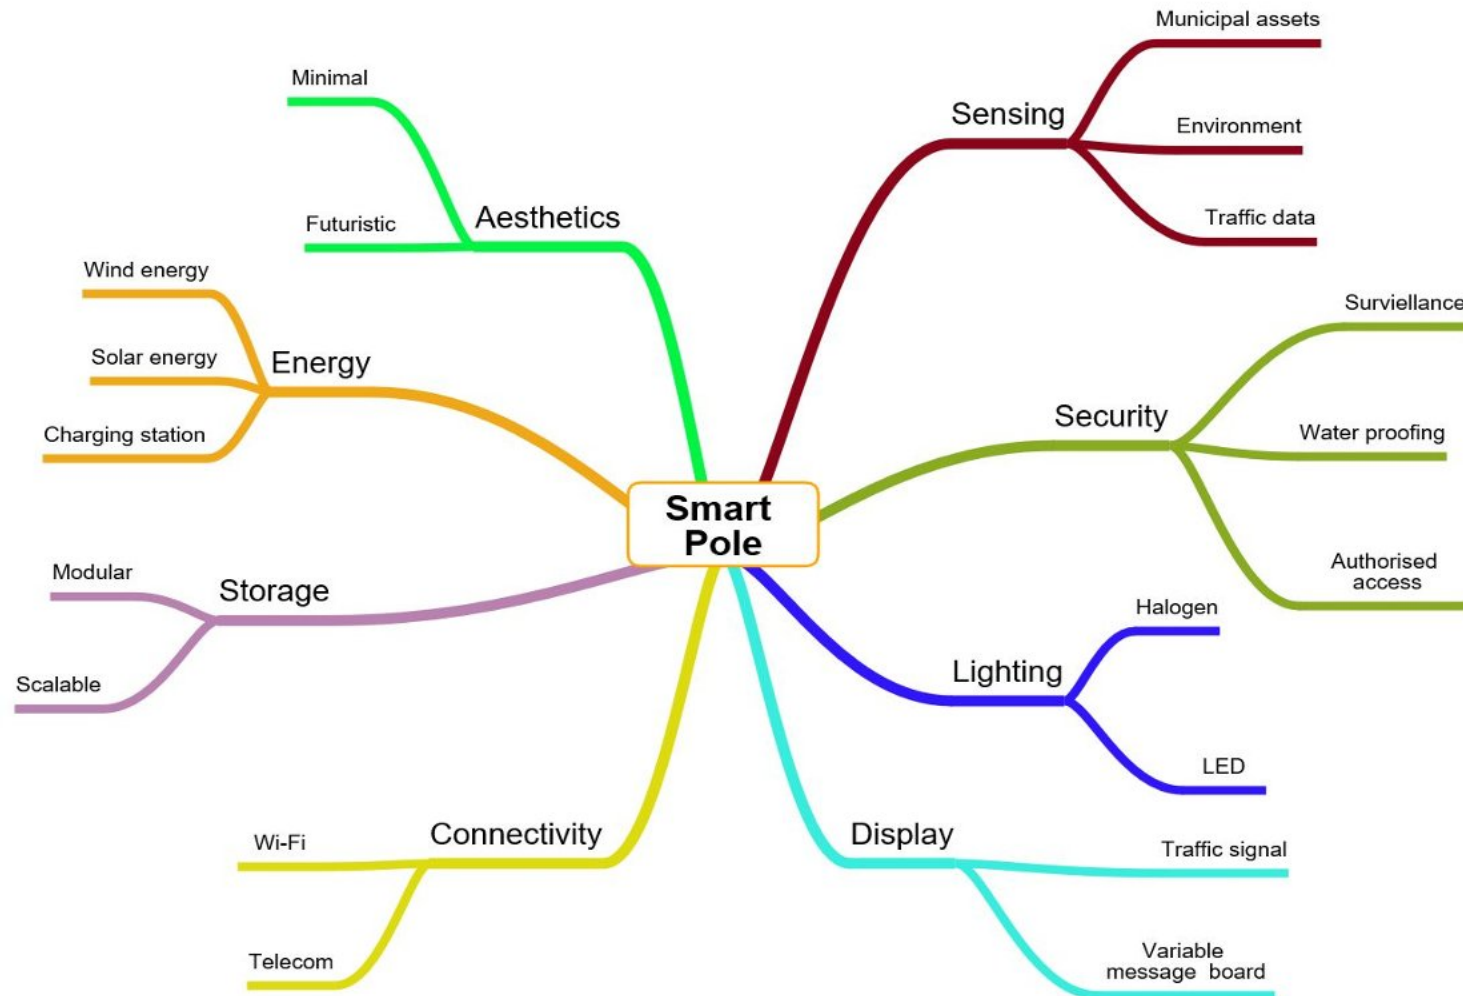 Smart
Pole
Sensing
Municipal assets
Environment
Traffic data
Security
Surviellance
Water proofing
Authorised
access
Lighting
Halogen
LED
Display
Traffic signal
Variable
message board
Connectivity
Wi-Fi
Telecom
Storage
Modular
Scalable
Energy
Wind energy
Solar energy
Charging station
Aesthetics
Minimal
Futuristic